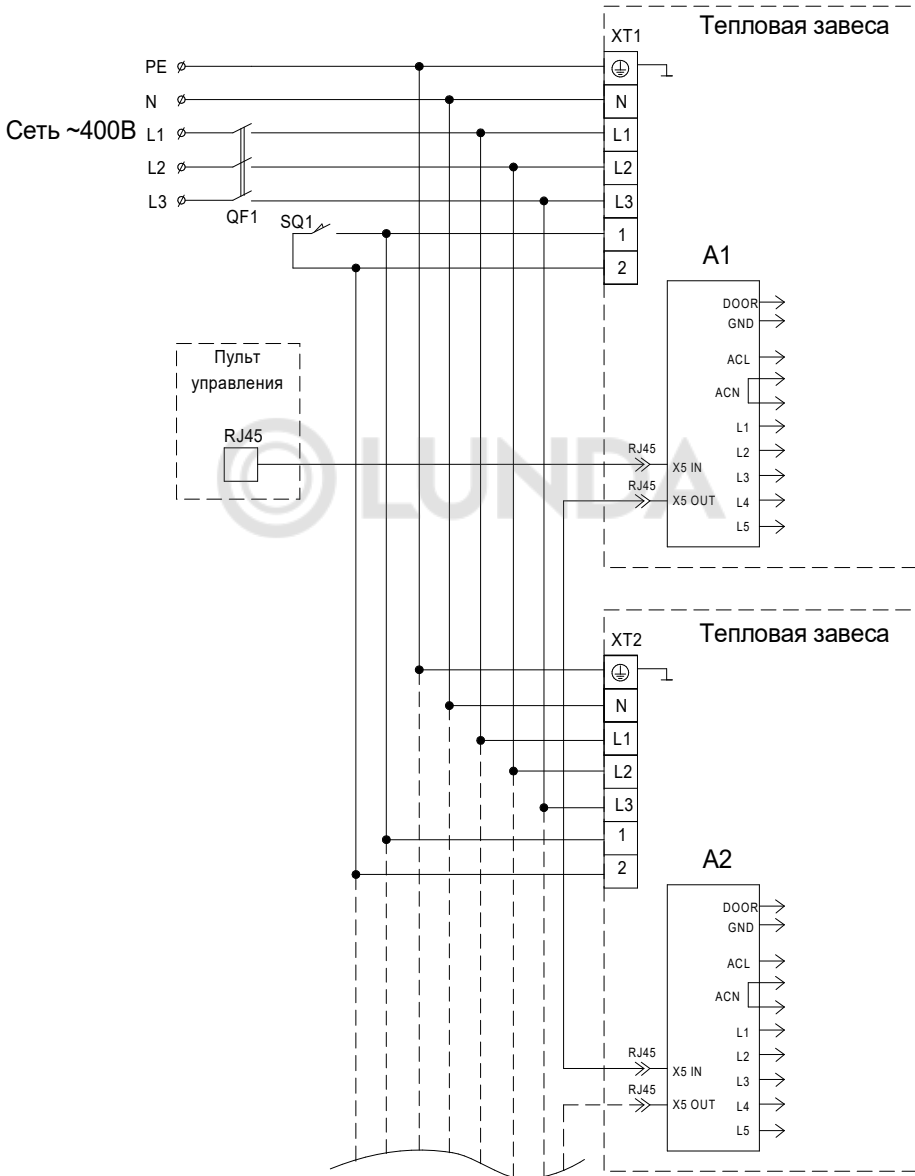 Тепловая завеса
XT1
PE
N
Сеть ~400В
L1
L2
L3
QF1
SQ1
N
L1
L2
L3
1
2
A1
DOOR
GND
ACL
ACN
L1
L2
L3
L4
L5
Пульт
управления
RJ45
RJ45
X5 IN
RJ45
X5 OUT
LUNDA
Тепловая завеса
XT2
N
L1
L2
L3
1
2
A2
DOOR
GND
ACL
ACN
L1
L2
L3
L4
L5
RJ45
X5 IN
RJ45
X5 OUT